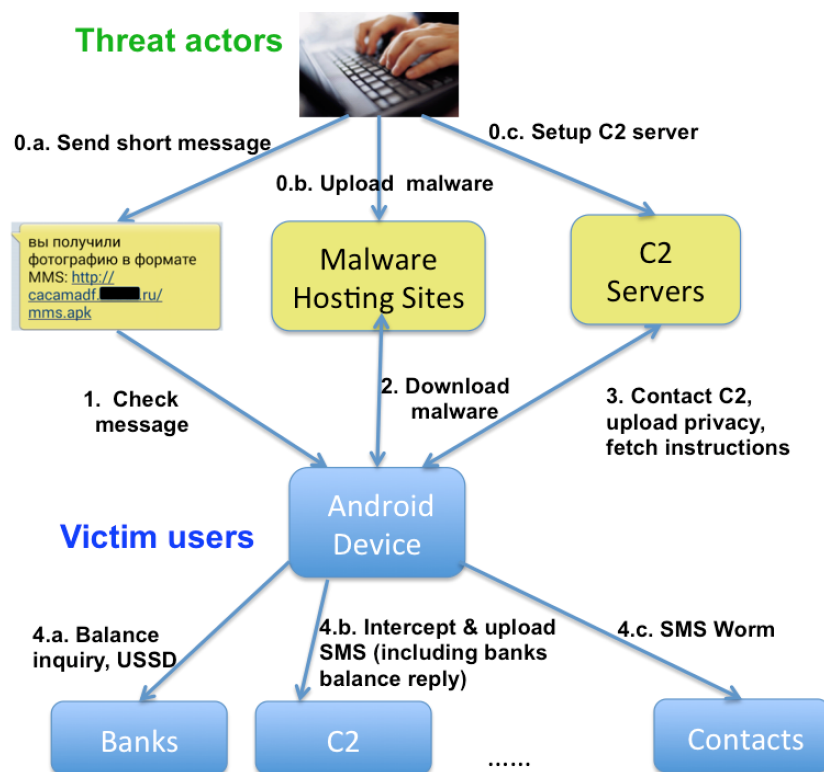 Threat actors
0.a. Send short message
0.b. Upload malware
0.c. Setup C2 server
вы получили
фотографию в формате
MMS: http://
cacamadf. .ru/
mms.apk
Malware
Hosting Sites
C2
Servers
1. Check
message
2. Download
malware
3. Contact C2,
upload privacy,
fetch instructions
Android
Device
Victim users
4.a. Balance
inquiry, USSD
4.b. Intercept & upload
SMS (including banks
balance reply)
4.c. SMS Worm
Banks
C2
......
Contacts